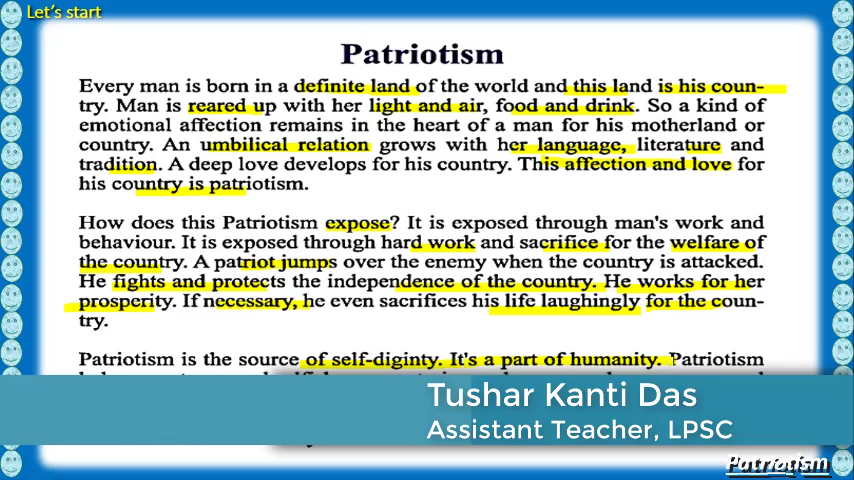 Let's start
Patriotism
Every man is born in a definite land of the world and this land is his coun-
try. Man is reared up with her light and air, food and drink. So a kind of
emotional affection remains in the heart of a man for his motherland or
country. An umbilical relation grows with her language, literature and
tradition. A deep love develops for his country. This affection and love for
his country is patriotism.
How does this Patriotism expose? It is exposed through man's work and
behaviour. It is exposed through hard work and sacrifice for the welfare of
the country. A patriot jumps over the enemy when the country is attacked.
He fights and protects the independence of the country. He works for her
prosperity. If necessary, he even sacrifices his life laughingly for the coun-
try.
Patriotism is the source of self-diginty. It's a part of humanity. Patriotism
Tushar Kanti Das
Assistant Teacher, LPSC
Patriotism